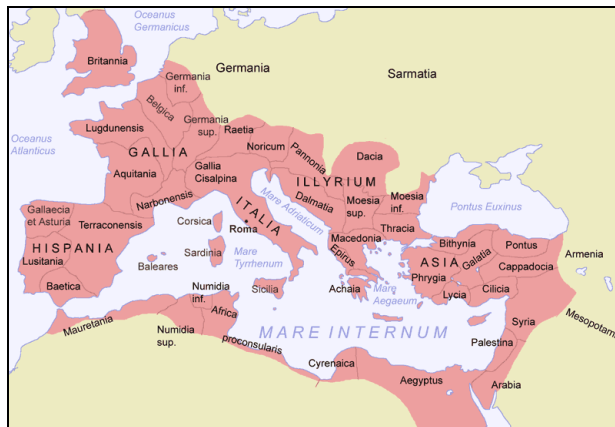 Oceanus
Germanicus
Britannia
Germania
inf.
Germania
Sarmatia
Belgica
Oceanus
Atlanticus
Lugdunensis
Germania
sup.
Raetia
Noricum
Pannonia
Dacia
GALLIA
Aquitania
Gallia
Cisalpina
ILLYRIUM
Dalmatia
Moesia
sup.
Moesia
inf.
Narbonensis
Mare Adriaticum
Pontus Euxinus
Gallaecia
et Asturia
Terraconensis
Corsica
ITALIA
Roma
Macedonia
Thracia
Bithynia
Pontus
HISPANIA
Lusitania
Baetica
Baleares
Sardinia
Mare
Tyrrhenum
Epirus
ASIA
Galatia
Phrygia
Cappadocia
Armenia
Sicilia
Achaia
Mare
Aegaeum
Lycia
Cilicia
Numidia
inf.
Africa
proconsularis
Mauretania
Numidia
sup.
MARE INTERNUM
Syria
Mesopotam
Palestina
Cyrenaica
Aegyptus
Arabia